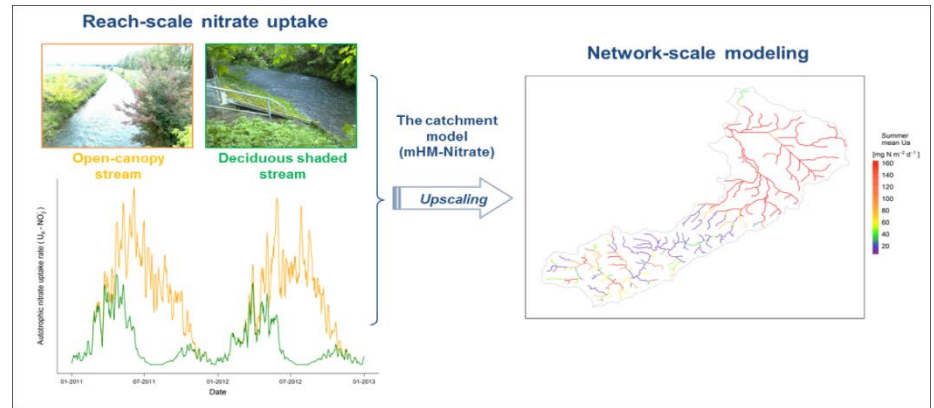 Reach-scale nitrate uptake
Open-canopy
stream
Deciduous shaded
stream
Autotrophic nitrate uptake rate (Ua - NO3-)
01-2011
07-2011
01-2012
07-2012
01-2013
Date
The catchment
model
(mHM-Nitrate)
Upscaling
Network-scale modeling
Summer
mean Ua
[mg N m-2 d-1]
160
140
120
100
80
60
40
20